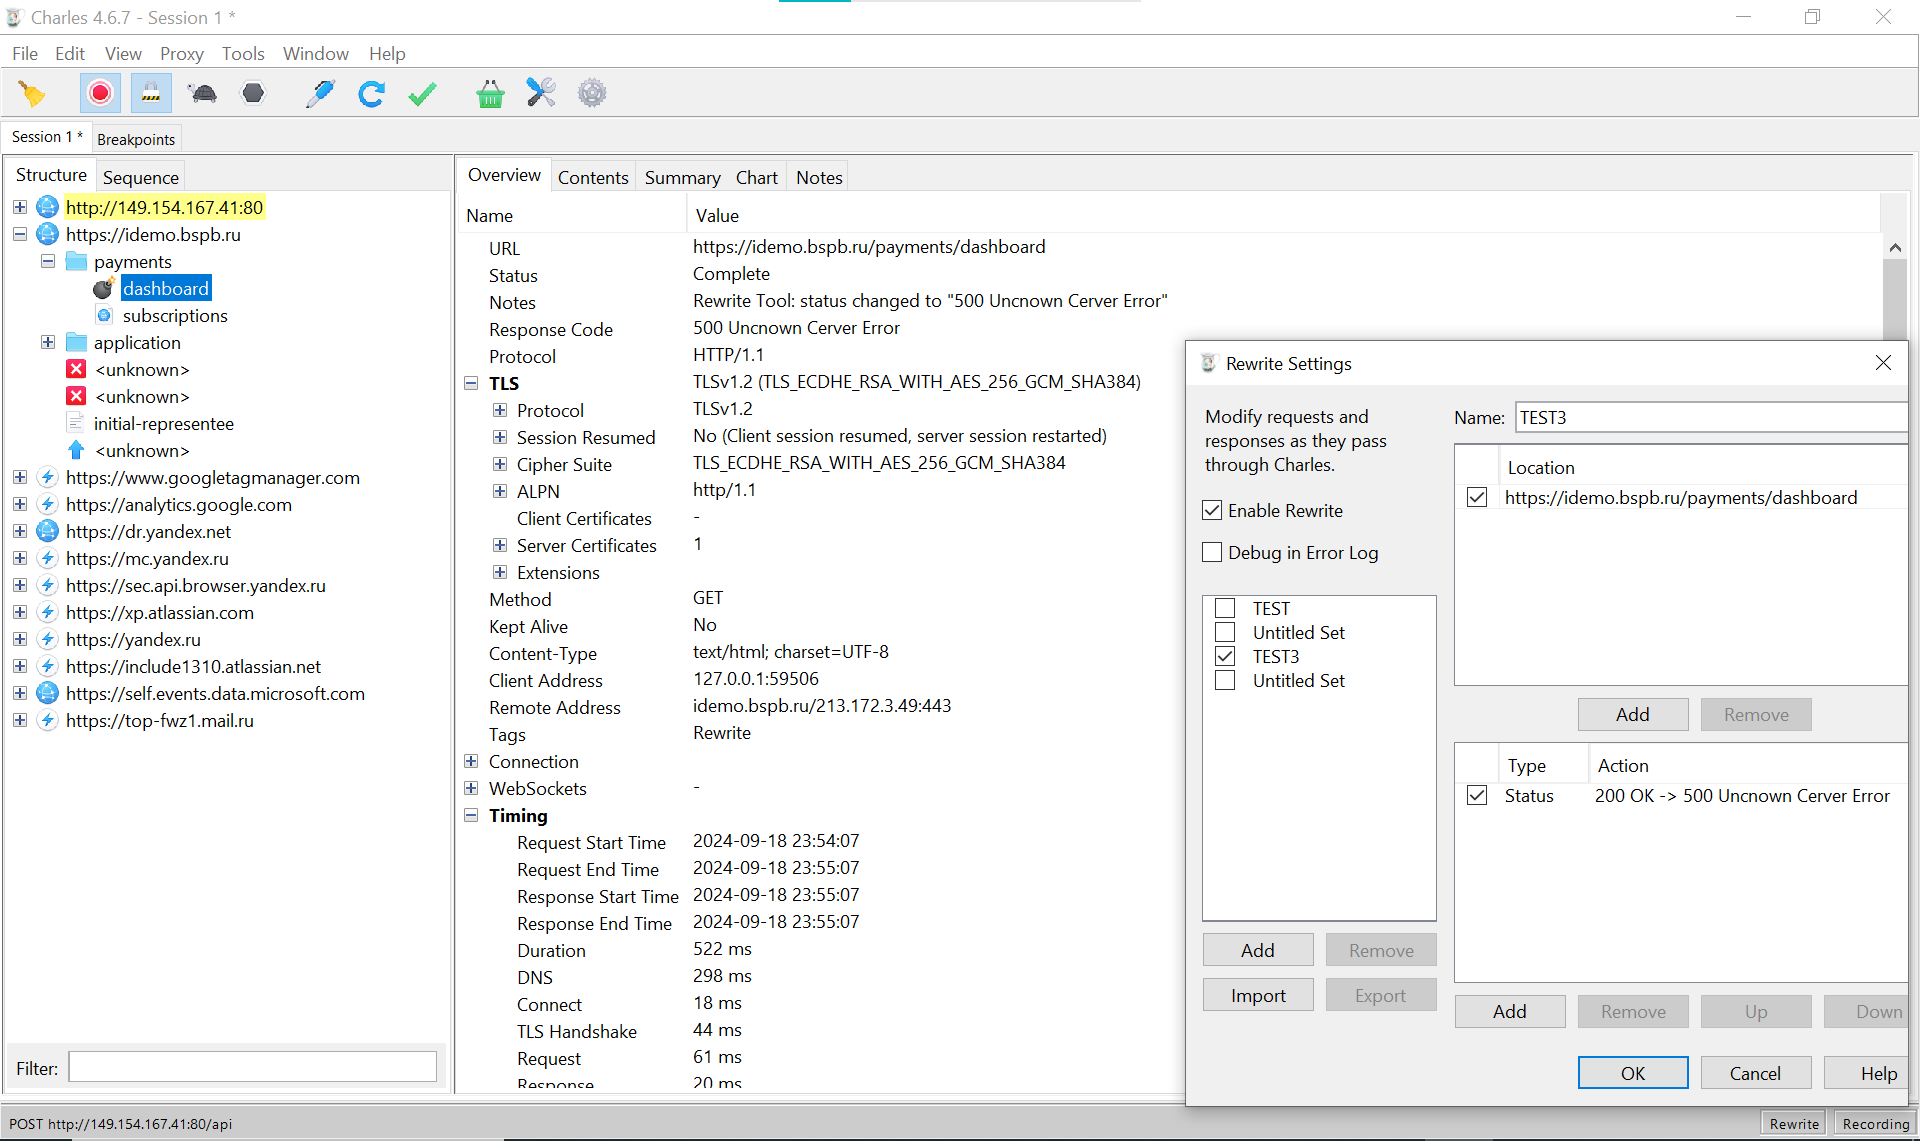 Charles 4.6.7 - Session 1 *
File Edit View Proxy Tools Window Help
Session 1 * Breakpoints
Structure Sequence
http://149.154.167.41:80
https://idemo.bspb.ru
payments
dashboard
subscriptions
application
<unknown>
<unknown>
initial-representee
<unknown>
https://www.googletagmanager.com
https://analytics.google.com
https://dr.yandex.net
https://mc.yandex.ru
https://sec.api.browser.yandex.ru
https://xp.atlassian.com
https://yandex.ru
https://include1310.atlassian.net
https://self.events.data.microsoft.com
https://top-fwz1.mail.ru
Filter:
Overview Contents Summary Chart Notes
Name Value
URL https://idemo.bspb.ru/payments/dashboard
Status Complete
Notes Rewrite Tool: status changed to "500 Uncnown Cerver Error"
Response Code 500 Uncnown Cerver Error
Protocol HTTP/1.1
TLS TLSv1.2 (TLS_ECDHE_RSA_WITH_AES_256_GCM_SHA384)
Protocol TLSv1.2
Session Resumed No (Client session resumed, server session restarted)
Cipher Suite TLS_ECDHE_RSA_WITH_AES_256_GCM_SHA384
ALPN http/1.1
Client Certificates -
Server Certificates 1
Extensions
Method GET
Kept Alive No
Content-Type text/html; charset=UTF-8
Client Address 127.0.0.1:59506
Remote Address idemo.bspb.ru/213.172.3.49:443
Tags Rewrite
Connection
WebSockets -
Timing
Request Start Time 2024-09-18 23:54:07
Request End Time 2024-09-18 23:55:07
Response Start Time 2024-09-18 23:55:07
Response End Time 2024-09-18 23:55:07
Duration 522 ms
DNS 298 ms
Connect 18 ms
TLS Handshake 44 ms
Request 61 ms
Response 20 ms
Rewrite Settings
Modify requests and
responses as they pass
through Charles.
Enable Rewrite
Debug in Error Log
TEST
Untitled Set
TEST3
Untitled Set
Add Remove
Import Export
Name: TEST3
Location
https://idemo.bspb.ru/payments/dashboard
Add Remove
Type Action
Status 200 OK -> 500 Uncnown Cerver Error
Add Remove Up Down
OK Cancel Help
POST http://149.154.167.41:80/api
Rewrite Recording